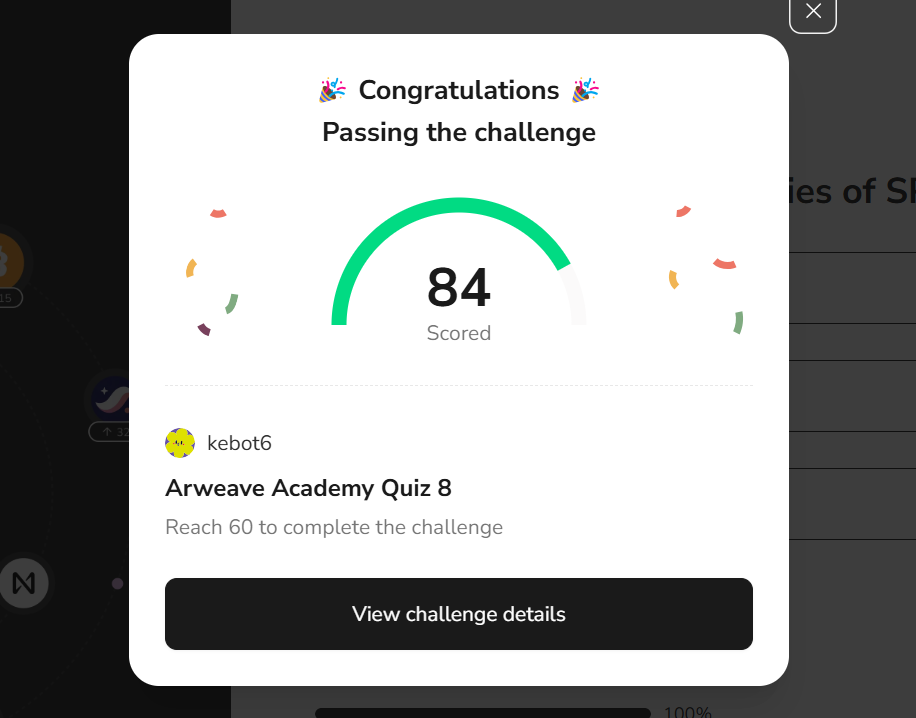 Congratulations
Passing the challenge
ies of
15
84
Scored
32
kebot6
Arweave Academy Quiz 8
Reach 60 to complete the challenge
View challenge details
100%